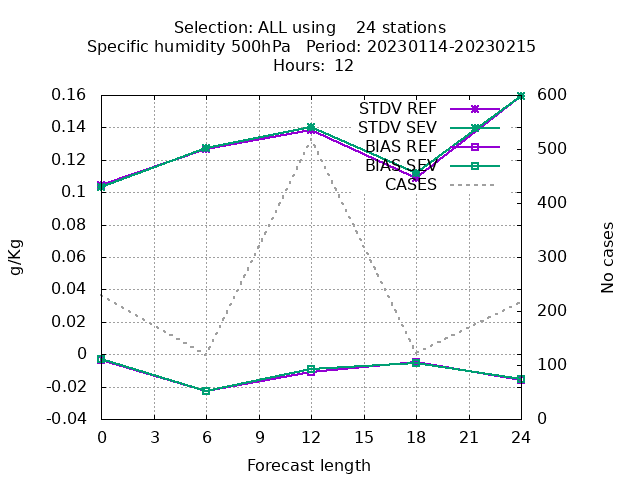 Selection: ALL using    24 stations
Specific humidity 500hPa   Period: 20230114-20230215
Hours: 12
STDV REF
STDV SEV
BIAS REF
BIAS SEV
CASES
0.16
0.14
0.12
0.1
0.08
0.06
0.04
0.02
0
-0.02
-0.04
g/Kg
600
500
400
300
200
100
0
No cases
0 3 6 9 12 15 18 21 24
Forecast length